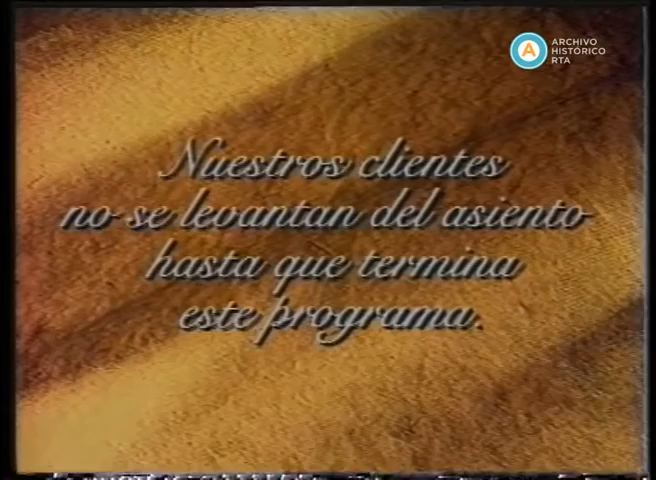 ARCHIVO
HISTÓRICO
RTA
A
Nuestros clientes
no se levantan del asiento
hasta que termina
este programa.